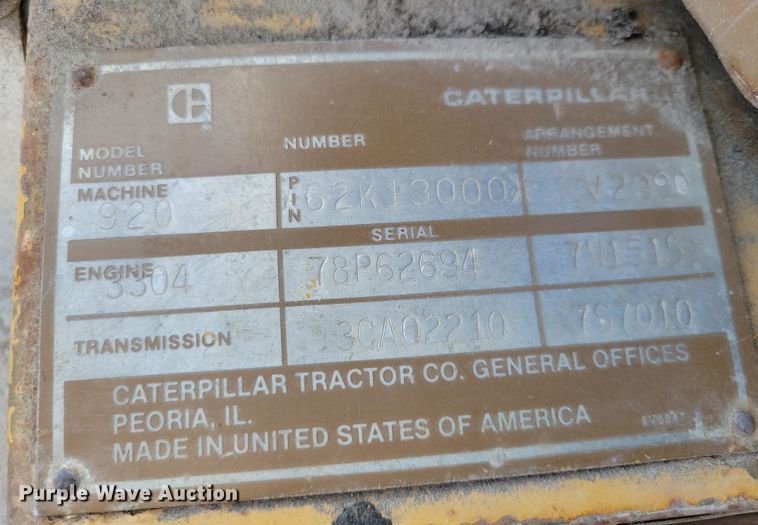 CATERPILLAR
MODEL NUMBER NUMBER ARRANGEMENT NUMBER
MACHINE 920 PIN 62K13000
SERIAL
ENGINE 3304 78P62694
TRANSMISSION 3CA02210 7S7010
CATERPILLAR TRACTOR CO. GENERAL OFFICES
PEORIA, IL.
MADE IN UNITED STATES OF AMERICA
Purple Wave Auction